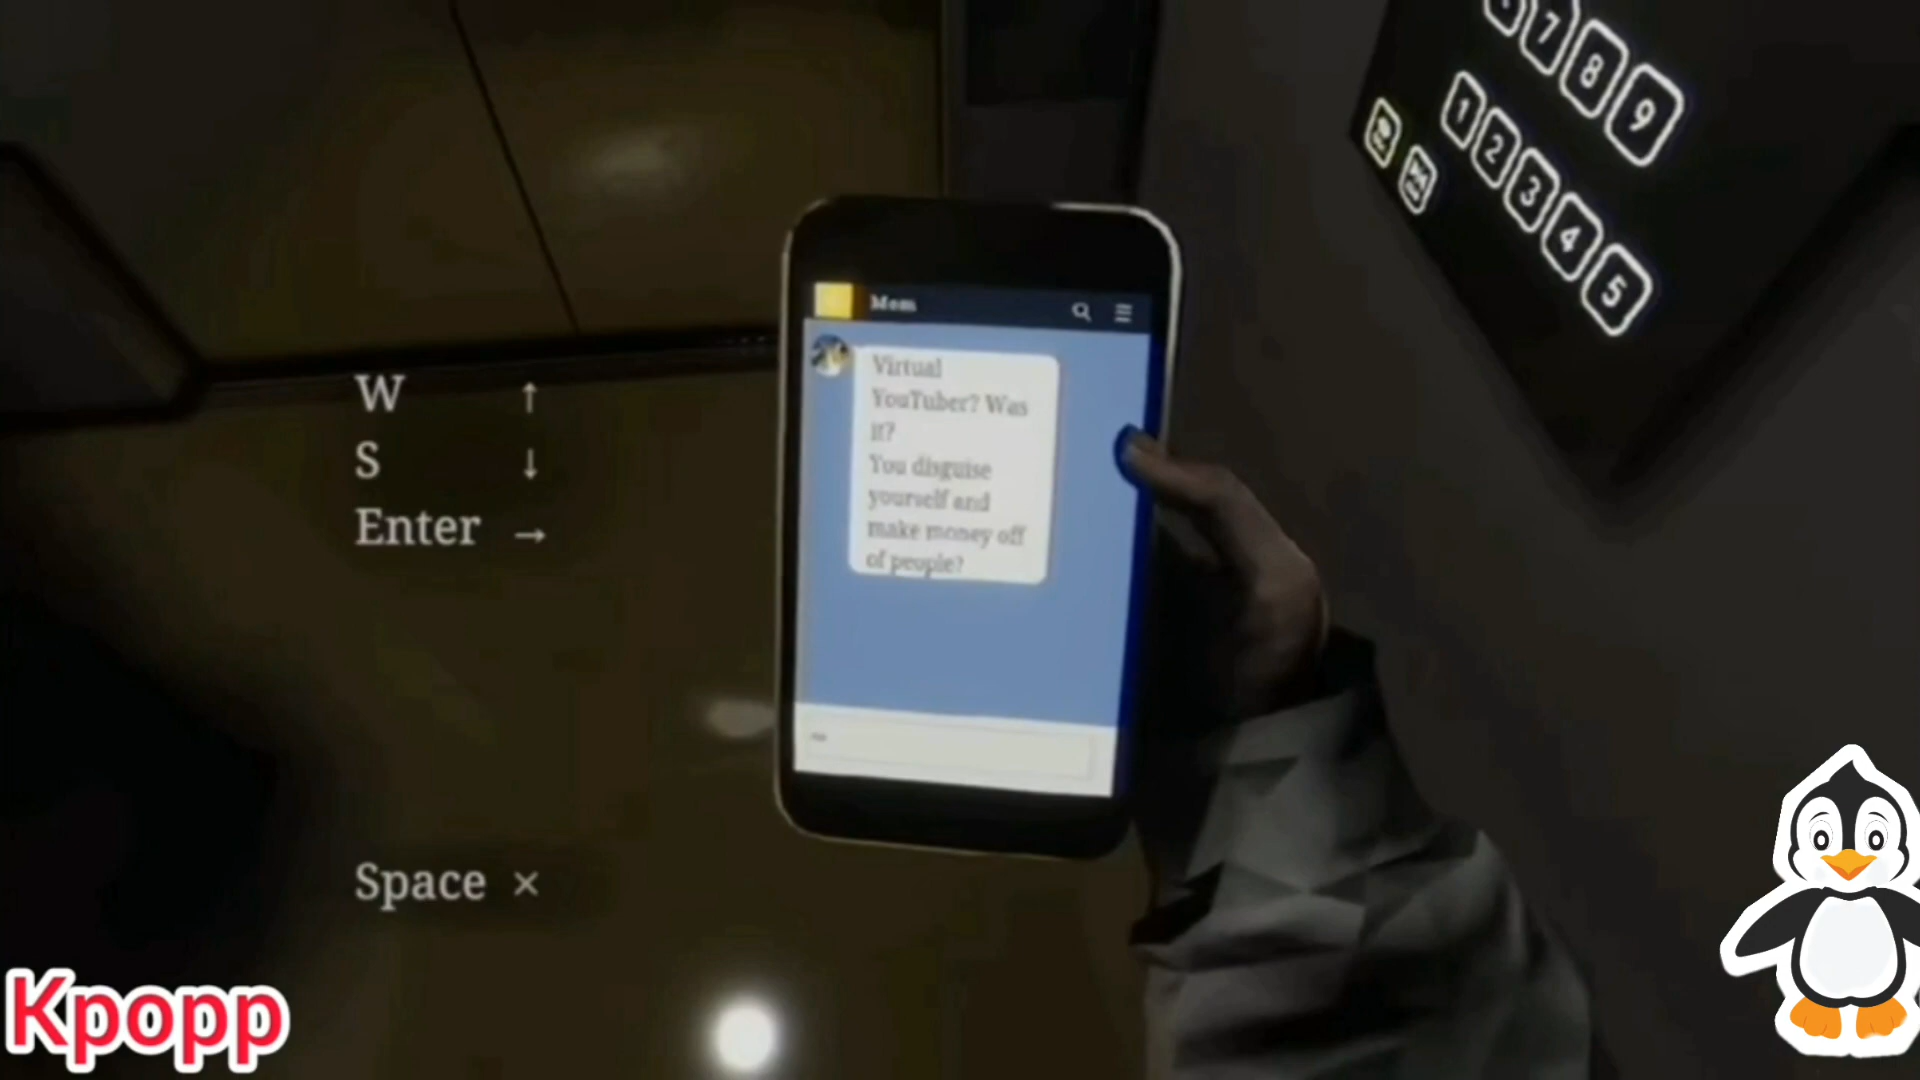 6 7 8 9
1 2 3 4 5
Mom
Virtual
YouTuber? Was
it?
You disguise
yourself and
make money off
of people?
W ↑
S ↓
Enter →
Space ×
Kpopp